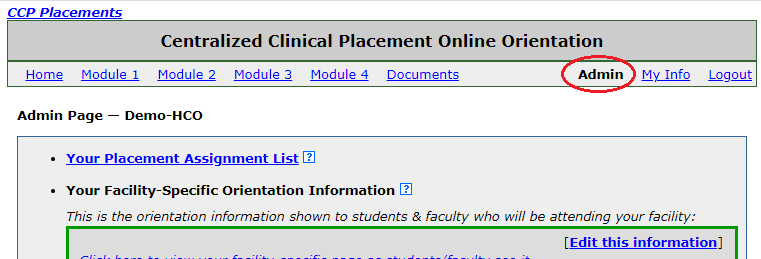 CCP Placements
Centralized Clinical Placement Online Orientation
Home Module 1 Module 2 Module 3 Module 4 Documents Admin My Info Logout
Admin Page — Demo-HCO
• Your Placement Assignment List ?
• Your Facility-Specific Orientation Information ?
This is the orientation information shown to students & faculty who will be attending your facility:
[Edit this information]
Click here to view your facility-specific page as students/faculty see it